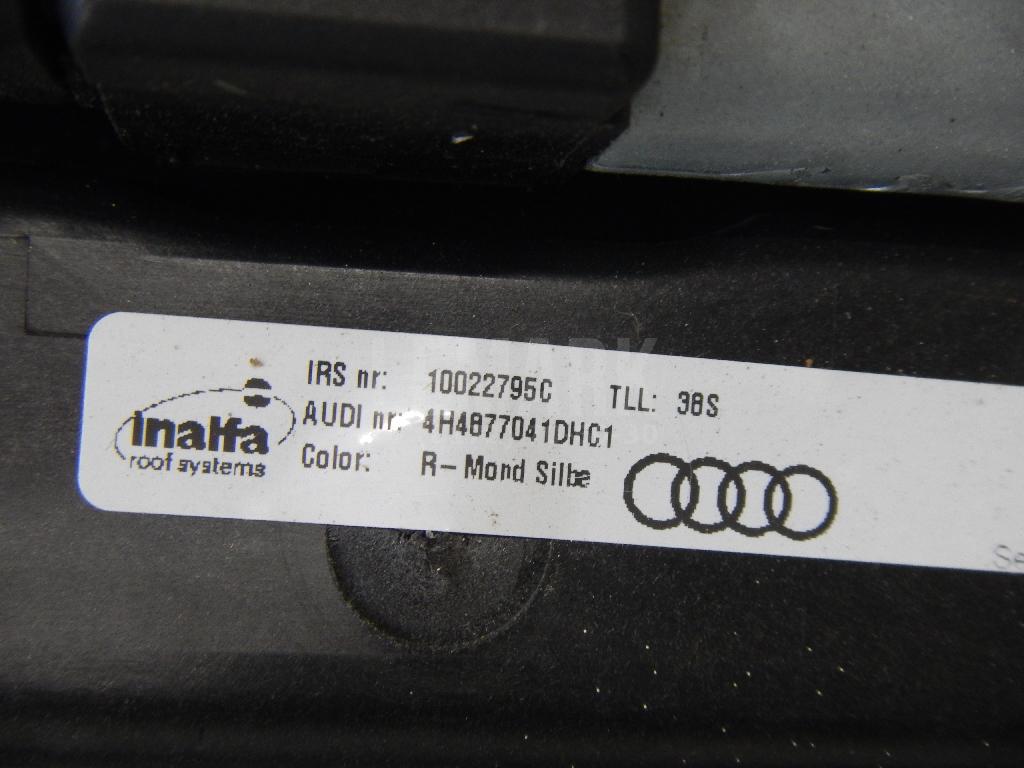 Inalfa
roof systems
IRS nr: 10022795C TLL: 38S
AUDI nr: 4H4877041DHC1
Color: R-Mond Silbe